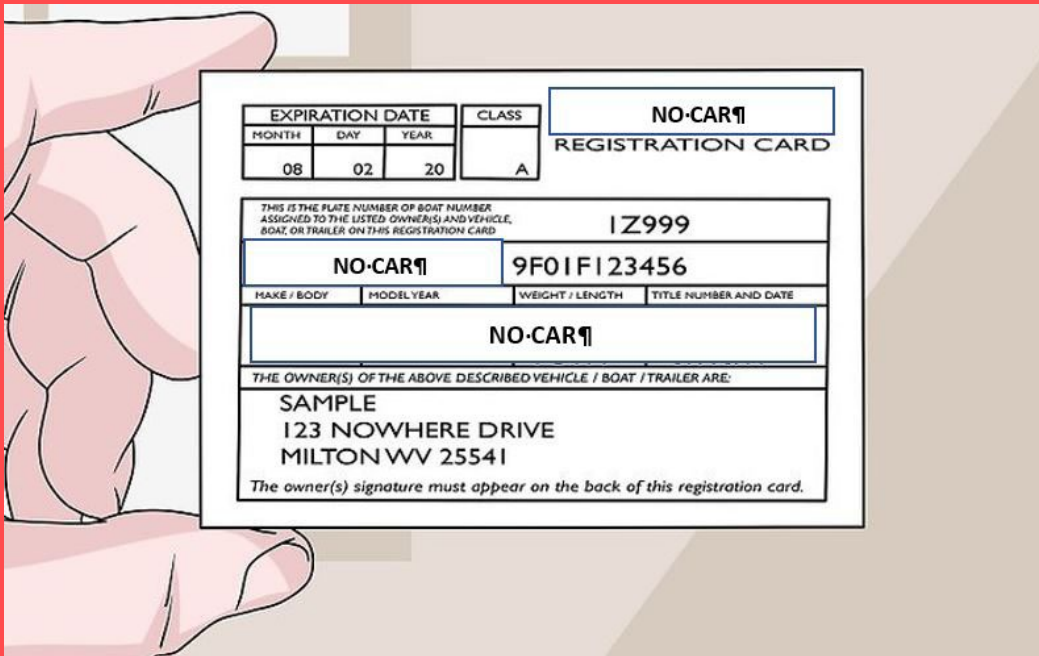 EXPIRATION DATE
MONTH DAY YEAR
08 02 20
CLASS
A
NO·CAR¶
REGISTRATION CARD
THIS IS THE PLATE NUMBER OF BOAT NUMBER
ASSIGNED TO THE LISTED OWNER(S) AND VEHICLE,
BOAT, OR TRAILER ON THIS REGISTRATION CARD
1Z999
NO·CAR¶ 9F01F123456
MAKE / BODY MODEL YEAR WEIGHT / LENGTH TITLE NUMBER AND DATE
NO·CAR¶
THE OWNER(S) OF THE ABOVE DESCRIBED VEHICLE / BOAT / TRAILER ARE:
SAMPLE
123 NOWHERE DRIVE
MILTON WV 25541
The owner(s) signature must appear on the back of this registration card.